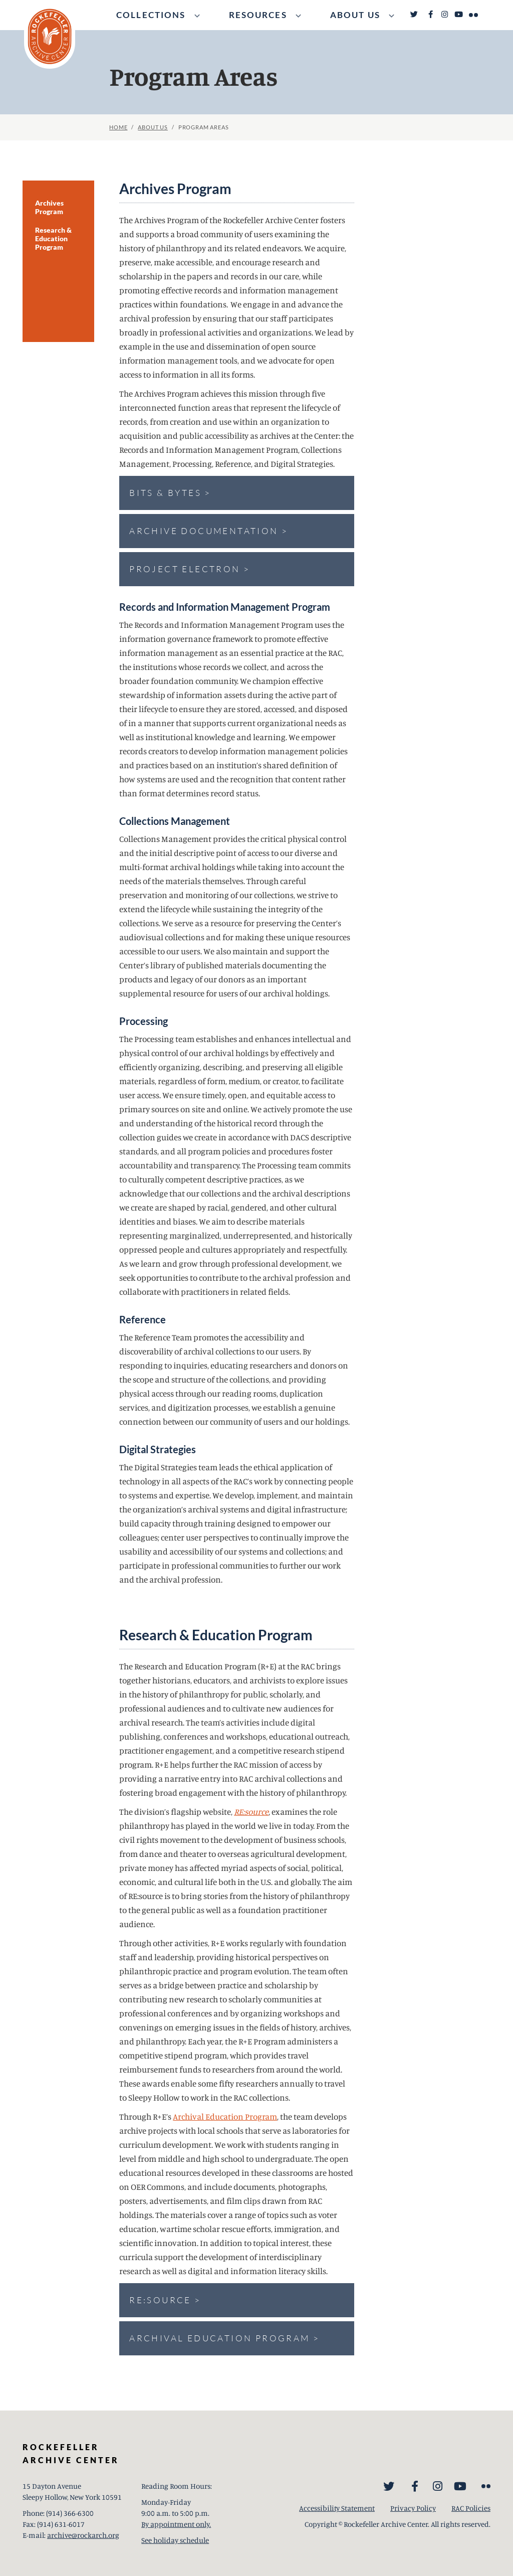 ROCKEFELLER
ARCHIVE CENTER
COLLECTIONS
RESOURCES
ABOUT US
Program Areas
HOME / ABOUT US / PROGRAM AREAS
Archives
Program
Research &
Education
Program
Archives Program
The Archives Program of the Rockefeller Archive Center fosters
and supports a broad community of users examining the
history of philanthropy and its related endeavors. We acquire,
preserve, make accessible, and encourage research and
scholarship in the papers and records in our care, while
promoting effective records and information management
practices within foundations. We engage in and advance the
archival profession by ensuring that our staff participates
broadly in professional activities and organizations. We lead by
example in the use and dissemination of open source
information management tools, and we advocate for open
access to information in all its forms.
The Archives Program achieves this mission through five
interconnected function areas that represent the lifecycle of
records, from creation and use within an organization to
acquisition and public accessibility as archives at the Center: the
Records and Information Management Program, Collections
Management, Processing, Reference, and Digital Strategies.
BITS & BYTES >
ARCHIVE DOCUMENTATION >
PROJECT ELECTRON >
Records and Information Management Program
The Records and Information Management Program uses the
information governance framework to promote effective
information management as an essential practice at the RAC,
the institutions whose records we collect, and across the
broader foundation community. We champion effective
stewardship of information assets during the active part of
their lifecycle to ensure they are stored, accessed, and disposed
of in a manner that supports current organizational needs as
well as institutional knowledge and learning. We empower
records creators to develop information management policies
and practices based on an institution's shared definition of
how systems are used and the recognition that content rather
than format determines record status.
Collections Management
Collections Management provides the critical physical control
and the initial descriptive point of access to our diverse and
multi-format archival holdings while taking into account the
needs of the materials themselves. Through careful
preservation and monitoring of our collections, we strive to
extend the lifecycle while sustaining the integrity of the
collections. We serve as a resource for preserving the Center's
audiovisual collections and for making these unique resources
accessible to our users. We also maintain and support the
Center's library of published materials documenting the
products and legacy of our donors as an important
supplemental resource for users of our archival holdings.
Processing
The Processing team establishes and enhances intellectual and
physical control of our archival holdings by effectively and
efficiently organizing, describing, and preserving all eligible
materials, regardless of form, medium, or creator, to facilitate
user access. We ensure timely, open, and equitable access to
primary sources on site and online. We actively promote the use
and understanding of the historical record through the
collection guides we create in accordance with DACS descriptive
standards, and all program policies and procedures foster
accountability and transparency. The Processing team commits
to culturally competent descriptive practices, as we
acknowledge that our collections and the archival descriptions
we create are shaped by racial, gendered, and other cultural
identities and biases. We aim to describe materials
representing marginalized, underrepresented, and historically
oppressed people and cultures appropriately and respectfully.
As we learn and grow through professional development, we
seek opportunities to contribute to the archival profession and
collaborate with practitioners in related fields.
Reference
The Reference Team promotes the accessibility and
discoverability of archival collections to our users. By
responding to inquiries, educating researchers and donors on
the scope and structure of the collections, and providing
physical access through our reading rooms, duplication
services, and digitization processes, we establish a genuine
connection between our community of users and our holdings.
Digital Strategies
The Digital Strategies team leads the ethical application of
technology in all aspects of the RAC's work by connecting people
to systems and expertise. We develop, implement, and maintain
the organization's archival systems and digital infrastructure;
build capacity through training designed to empower our
colleagues; center user perspectives to continually improve the
usability and accessibility of our systems and collections; and
participate in professional communities to further our work
and the archival profession.
Research & Education Program
The Research and Education Program (R+E) at the RAC brings
together historians, educators, and archivists to explore issues
in the history of philanthropy for public, scholarly, and
professional audiences and to cultivate new audiences for
archival research. The team's activities include digital
publishing, conferences and workshops, educational outreach,
practitioner engagement, and a competitive research stipend
program. R+E helps further the RAC mission of access by
providing a narrative entry into RAC archival collections and
fostering broad engagement with the history of philanthropy.
The division's flagship website, RE:source, examines the role
philanthropy has played in the world we live in today. From the
civil rights movement to the development of business schools,
from dance and theater to overseas agricultural development,
private money has affected myriad aspects of social, political,
economic, and cultural life both in the U.S. and globally. The aim
of RE:source is to bring stories from the history of philanthropy
to the general public as well as a foundation practitioner
audience.
Through other activities, R+E works regularly with foundation
staff and leadership, providing historical perspectives on
philanthropic practice and program evolution. The team often
serves as a bridge between practice and scholarship by
contributing new research to scholarly communities at
professional conferences and by organizing workshops and
convenings on emerging issues in the fields of history, archives,
and philanthropy. Each year, the R+E Program administers a
competitive stipend program, which provides travel
reimbursement funds to researchers from around the world.
These awards enable some fifty researchers annually to travel
to Sleepy Hollow to work in the RAC collections.
Through R+E's Archival Education Program, the team develops
archive projects with local schools that serve as laboratories for
curriculum development. We work with students ranging in
level from middle and high school to undergraduate. The open
educational resources developed in these classrooms are hosted
on OER Commons, and include documents, photographs,
posters, advertisements, and film clips drawn from RAC
holdings. The materials cover a range of topics such as voter
education, wartime scholar rescue efforts, immigration, and
scientific innovation. In addition to topical interest, these
curricula support the development of interdisciplinary
research as well as digital and information literacy skills.
RE:SOURCE >
ARCHIVAL EDUCATION PROGRAM >
ROCKEFELLER
ARCHIVE CENTER
15 Dayton Avenue
Sleepy Hollow, New York 10591
Phone: (914) 366-6300
Fax: (914) 631-6017
E-mail: archive@rockarch.org
Reading Room Hours:
Monday-Friday
9:00 a.m. to 5:00 p.m.
By appointment only.
See holiday schedule
Accessibility Statement
Privacy Policy
RAC Policies
Copyright © Rockefeller Archive Center. All rights reserved.